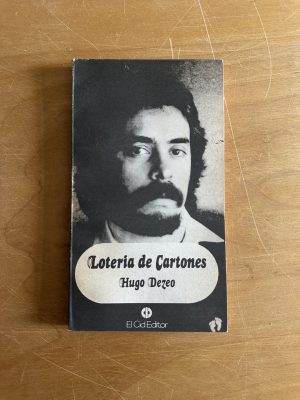 Loteria de Cartones
Hugo Dezeo
El Cid Editor